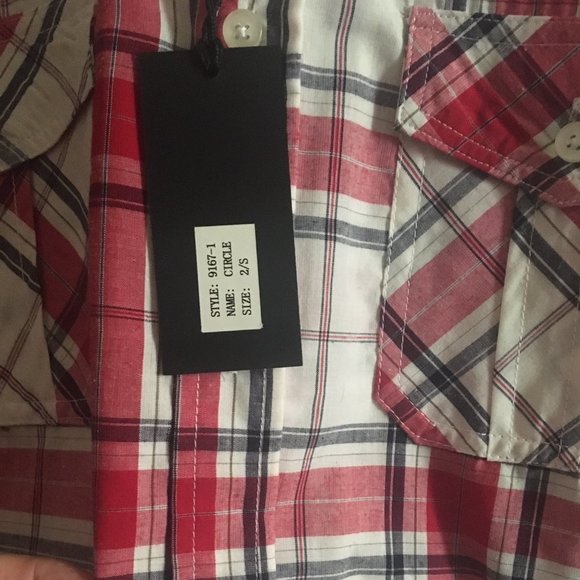 STYLE: 9167-1
NAME: CIRCLE
SIZE: 2/S